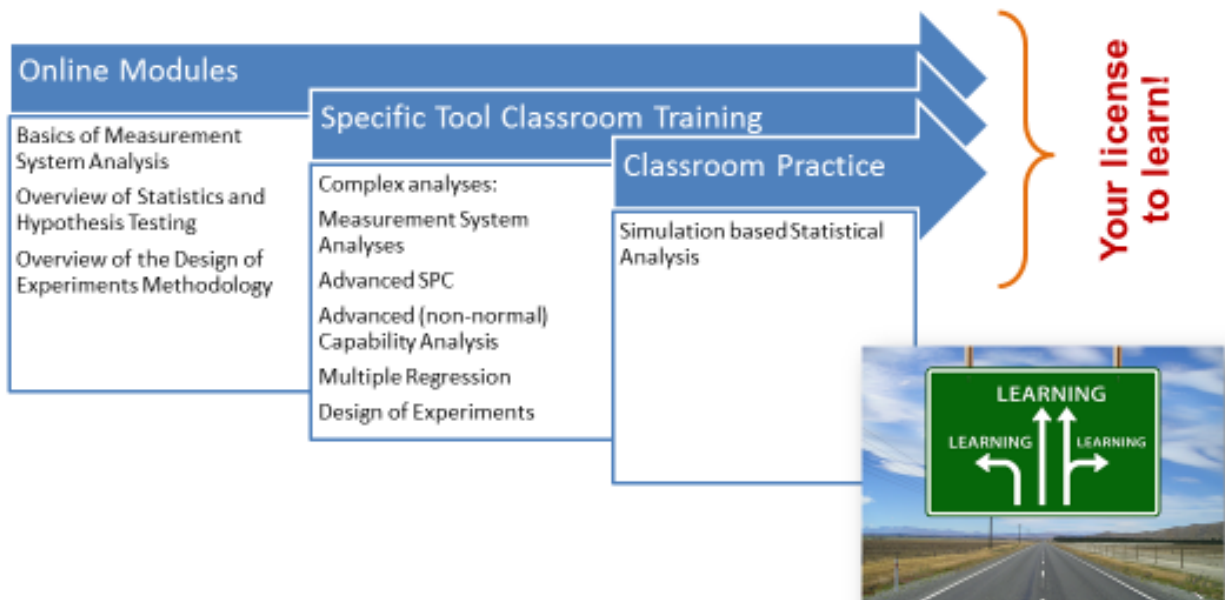 Online Modules
Basics of Measurement
System Analysis
Overview of Statistics and
Hypothesis Testing
Overview of the Design of
Experiments Methodology
Specific Tool Classroom Training
Complex analyses:
Measurement System
Analyses
Advanced SPC
Advanced (non-normal)
Capability Analysis
Multiple Regression
Design of Experiments
Classroom Practice
Simulation based Statistical
Analysis
Your license
to learn!
LEARNING
LEARNING
LEARNING